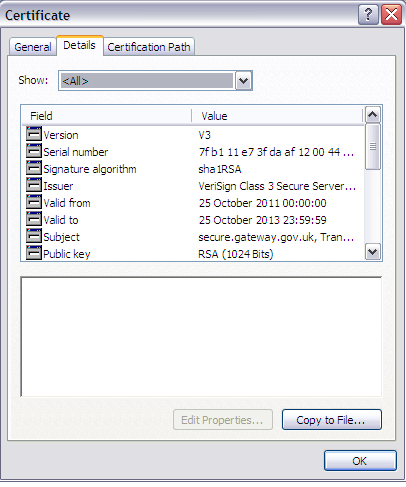 Certificate
General Details Certification Path
Show: <All>
Field Value
Version V3
Serial number 7f b1 11 e7 3f da af 12 00 44 ...
Signature algorithm sha1RSA
Issuer VeriSign Class 3 Secure Server...
Valid from 25 October 2011 00:00:00
Valid to 25 October 2013 23:59:59
Subject secure.gateway.gov.uk, Tran...
Public key RSA (1024 Bits)
Edit Properties... Copy to File...
OK